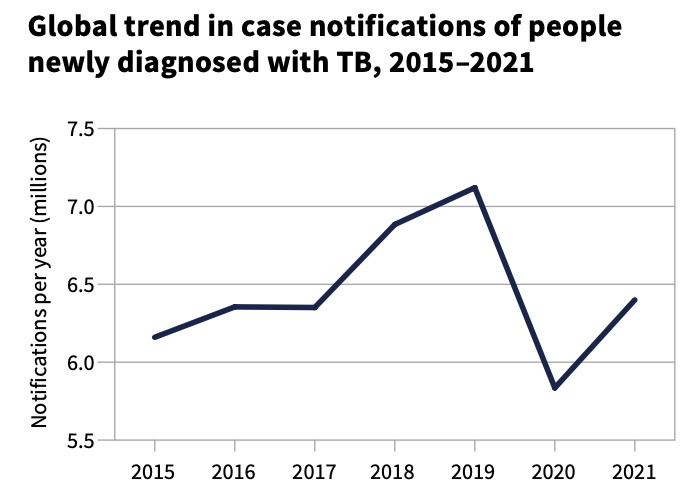 Global trend in case notifications of people
newly diagnosed with TB, 2015–2021
Notifications per year (millions)
7.5
7.0
6.5
6.0
5.5
2015 2016 2017 2018 2019 2020 2021